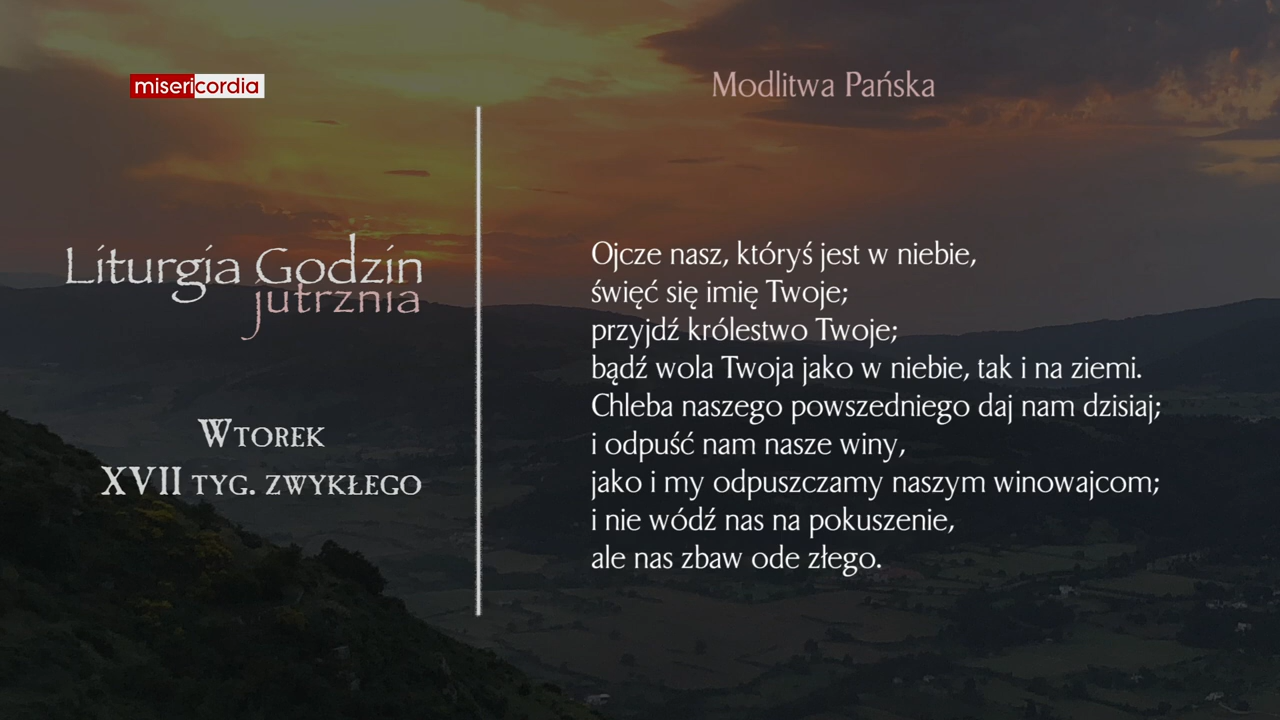 misericordia
Liturgia Godzin
jutrznia
Wtorek
XVII tyg. zwykłego
Modlitwa Pańska
Ojcze nasz, któryś jest w niebie,
święć się imię Twoje;
przyjdź królestwo Twoje;
bądź wola Twoja jako w niebie, tak i na ziemi.
Chleba naszego powszedniego daj nam dzisiaj;
i odpuść nam nasze winy,
jako i my odpuszczamy naszym winowajcom;
i nie wódź nas na pokuszenie,
ale nas zbaw ode złego.